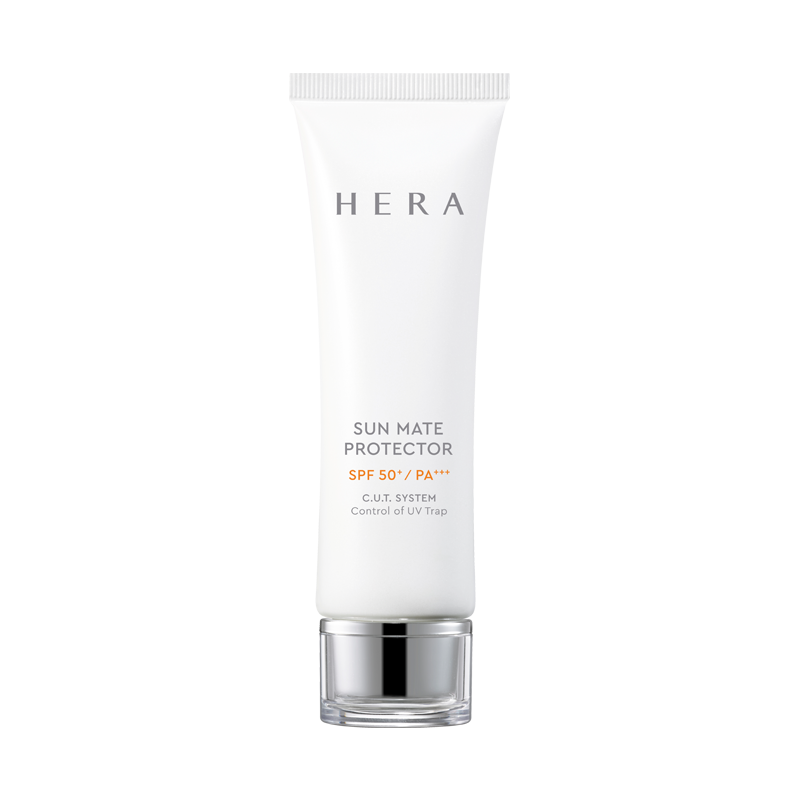 HERA
SUN MATE
PROTECTOR
SPF 50⁺ / PA⁺⁺⁺
C.U.T. SYSTEM
Control of UV Trap